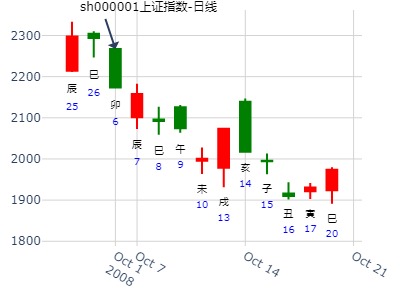 sh000001上证指数-日线
2300
2200
2100
2000
1900
1800
辰
25
巳
26
卯
6
辰
7
巳
8
午
9
未
10
戌
13
亥
14
子
15
丑
16
寅
17
巳
20
Oct 1
2008
Oct 7
Oct 14
Oct 21